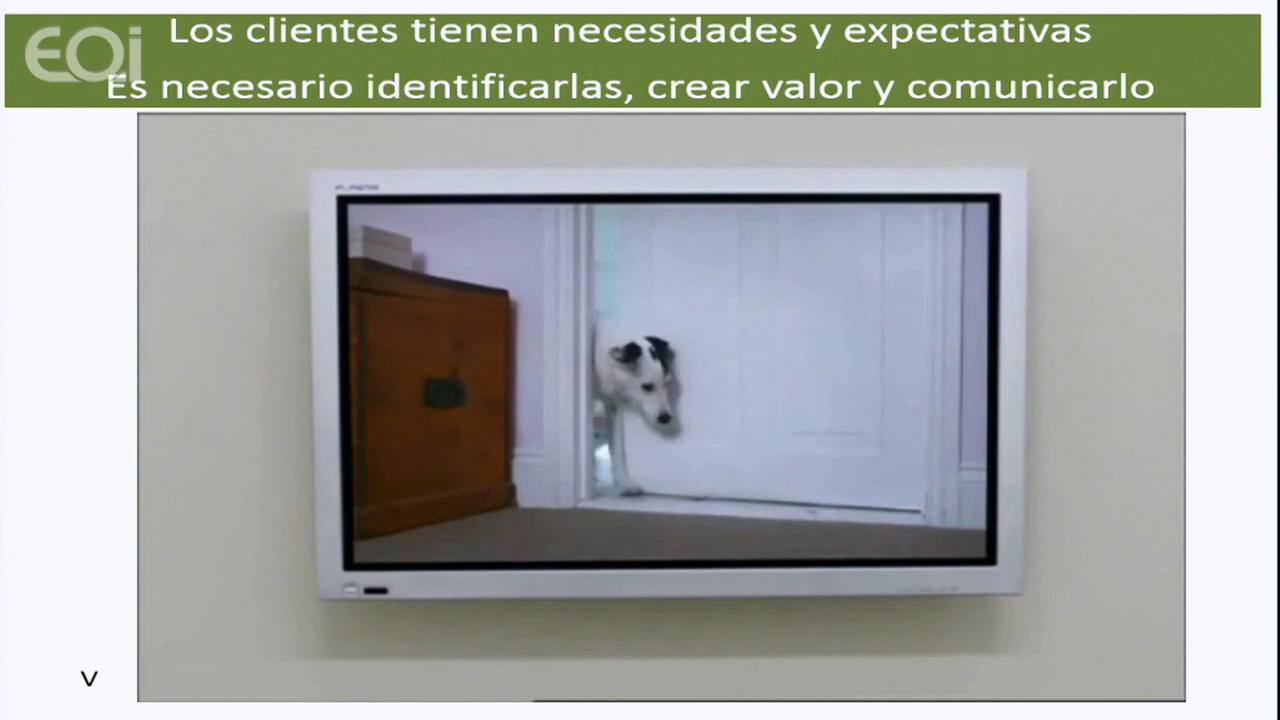 EOi
Los clientes tienen necesidades y expectativas
Es necesario identificarlas, crear valor y comunicarlo
v